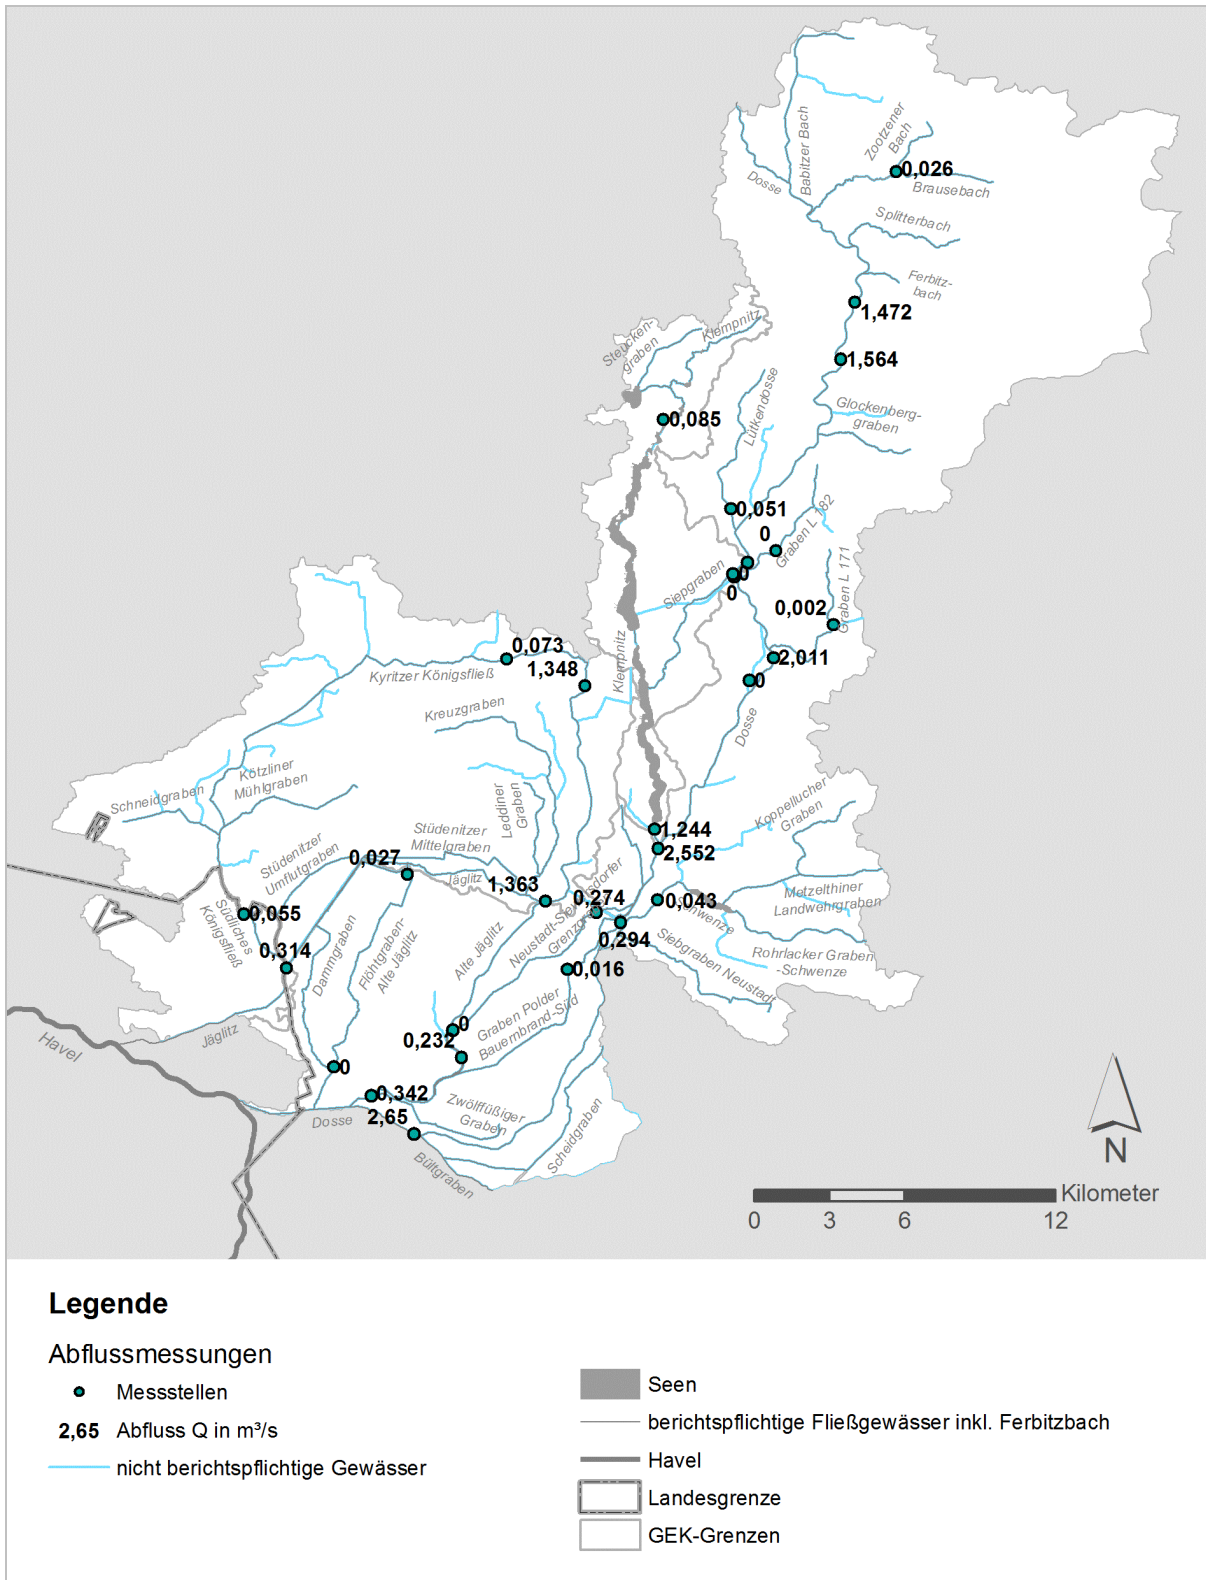 Babitzer Bach
Zootzener
Bach
0,026
Dosse
Brausebach
Splitterbach
Ferbitz-
bach
1,472
Steucken-
graben
Klempnitz
1,564
Lütkendosse
Glockenberg-
graben
0,085
0,051
0
Graben L 182
Siepgraben
0
0
0,002
Graben L 171
0,073
1,348
Klempnitz
2,011
Kyritzer Königsfließ
0
Kreuzgraben
Dosse
Kötzliner
Mühlgraben
Schneidgraben
Leddiner
Graben
Koppellucher
Graben
Stüdenitzer
Mittelgraben
Stüdenitzer
Umflutgraben
1,244
2,552
0,027
Jäglitz
1,363
0,274
0,043
Metzelthiner
Landwehrgraben
0,055
Südliches
Königsfließ
Schwenze
0,294
0,314
Dammgraben
Flöhtgraben-
Alte Jäglitz
Alte Jäglitz
Grenzgraben
Siebgraben Neustadt
Rohrlacker Graben
-Schwenze
0,016
Graben Polder
Bauernbrand-Süd
Jäglitz
Havel
0
0,232
0
0,342
2,65
Dosse
Zwölffüßiger
Graben
Scheidgraben
Bültgraben
N
Kilometer
0 3 6 12
Legende
Abflussmessungen
Messstellen
2,65 Abfluss Q in m³/s
nicht berichtspflichtige Gewässer
Seen
berichtspflichtige Fließgewässer inkl. Ferbitzbach
Havel
Landesgrenze
GEK-Grenzen